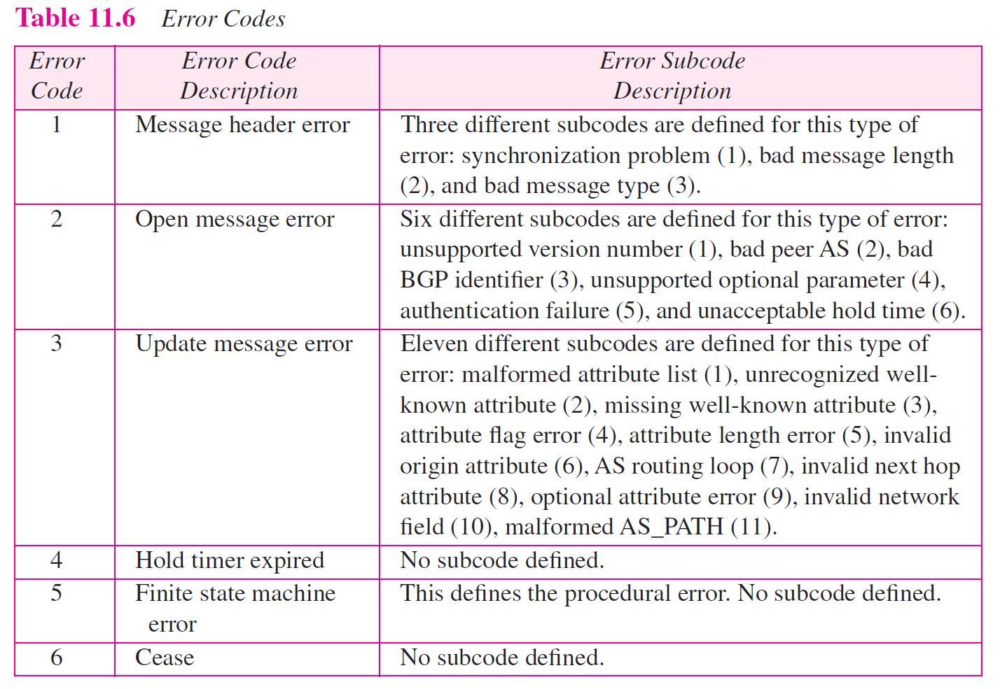 Table 11.6 Error Codes
Error Code
Error Code Description
Error Subcode Description
1
Message header error
Three different subcodes are defined for this type of
error: synchronization problem (1), bad message length
(2), and bad message type (3).
2
Open message error
Six different subcodes are defined for this type of error:
unsupported version number (1), bad peer AS (2), bad
BGP identifier (3), unsupported optional parameter (4),
authentication failure (5), and unacceptable hold time (6).
3
Update message error
Eleven different subcodes are defined for this type of
error: malformed attribute list (1), unrecognized well-
known attribute (2), missing well-known attribute (3),
attribute flag error (4), attribute length error (5), invalid
origin attribute (6), AS routing loop (7), invalid next hop
attribute (8), optional attribute error (9), invalid network
field (10), malformed AS_PATH (11).
4
Hold timer expired
No subcode defined.
5
Finite state machine
error
This defines the procedural error. No subcode defined.
6
Cease
No subcode defined.